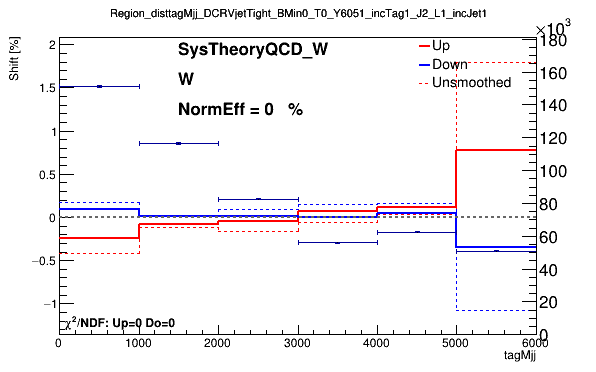 Region_disttagMjj_DCRVjetTight_BMin0_T0_Y6051_incTag1_J2_L1_incJet1
×10³
Shift [%]
SysTheoryQCD_W
W
NormEff = 0 %
Up
Down
Unsmoothed
2
1.5
1
0.5
0
−0.5
−1
180
160
140
120
100
80
60
40
20
0
χ²/NDF: Up=0 Do=0
0 1000 2000 3000 4000 5000 6000
tagMjj